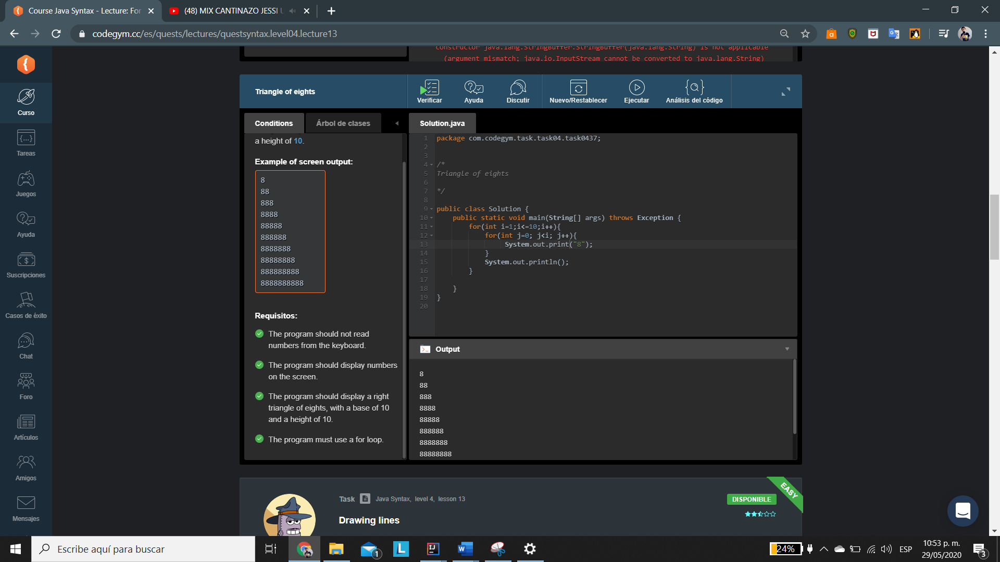 Course Java Syntax - Lecture: For
(48) MIX CANTINAZO JESSI U
codegym.cc/es/quests/lectures/questsyntax.level04.lecture13
constructor java.lang.StringBuffer.StringBuffer(java.lang.String) is not applicable
(argument mismatch; java.io.InputStream cannot be converted to java.lang.String)
Curso
Tareas
Juegos
Ayuda
Suscripciones
Casos de éxito
Chat
Foro
Artículos
Amigos
Mensajes
Triangle of eights
Verificar
Ayuda
Discutir
Nuevo/Restablecer
Ejecutar
Análisis del código
Conditions
Árbol de clases
Solution.java
a height of 10.
Example of screen output:
8
88
888
8888
88888
888888
8888888
88888888
888888888
8888888888
Requisitos:
The program should not read
numbers from the keyboard.
The program should display numbers
on the screen.
The program should display a right
triangle of eights, with a base of 10
and a height of 10.
The program must use a for loop.
1 package com.codegym.task.task04.task0437;
2
3
4 /*
5 Triangle of eights
6
7 */
8
9 public class Solution {
10 public static void main(String[] args) throws Exception {
11 for(int i=1;i<=10;i++){
12 for(int j=0; j<i; j++){
13 System.out.print("8");
14 }
15 System.out.println();
16 }
17
18 }
19 }
20
Output
8
88
888
8888
88888
888888
8888888
88888888
Task Java Syntax, level 4, lesson 13
Drawing lines
DISPONIBLE
EASY
Escribe aquí para buscar
1
L
IJ
W
24%
ESP
10:53 p. m.
29/05/2020
3